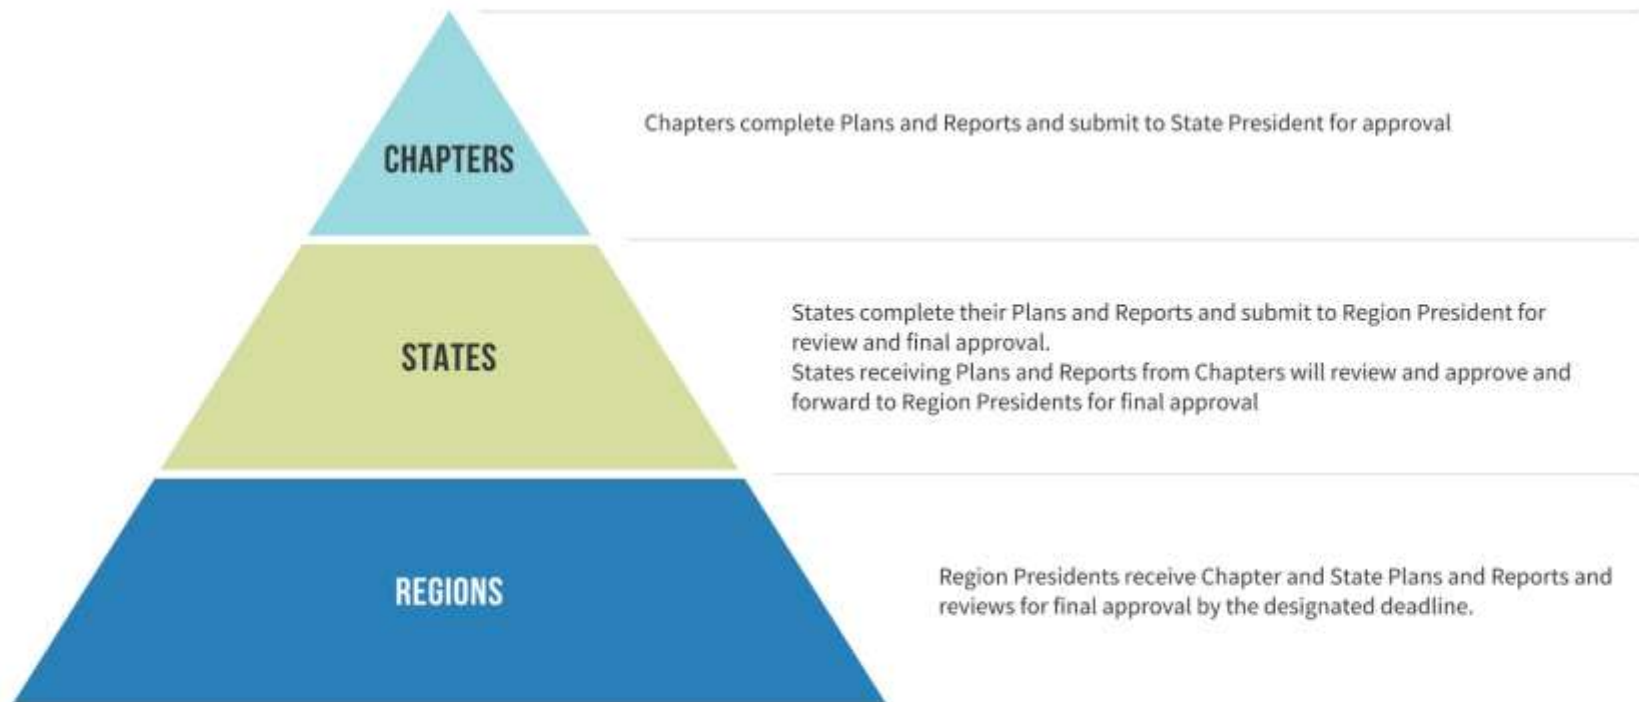 CHAPTERS
Chapters complete Plans and Reports and submit to State President for approval
STATES
States complete their Plans and Reports and submit to Region President for
review and final approval.
States receiving Plans and Reports from Chapters will review and approve and
forward to Region Presidents for final approval
REGIONS
Region Presidents receive Chapter and State Plans and Reports and
reviews for final approval by the designated deadline.